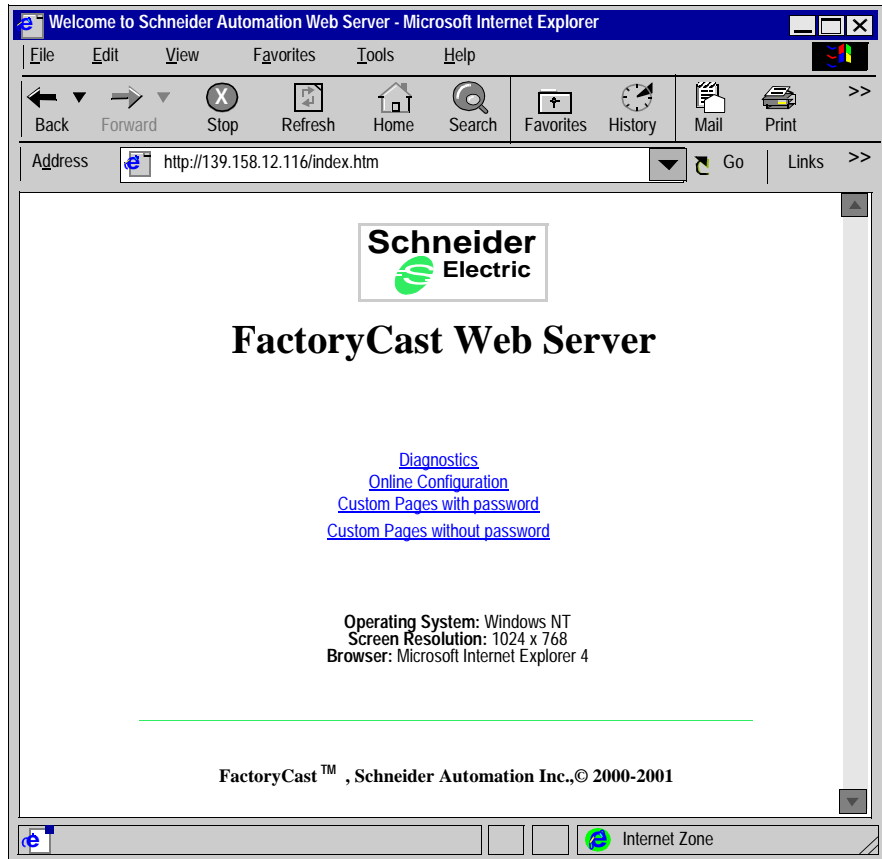 Welcome to Schneider Automation Web Server - Microsoft Internet Explorer
File Edit View Favorites Tools Help
Back Forward Stop Refresh Home Search Favorites History Mail Print >>
Address http://139.158.12.116/index.htm Go Links >>
Schneider
Electric
FactoryCast Web Server
Diagnostics
Online Configuration
Custom Pages with password
Custom Pages without password
Operating System: Windows NT
Screen Resolution: 1024 x 768
Browser: Microsoft Internet Explorer 4
FactoryCast™ , Schneider Automation Inc.,© 2000-2001
Internet Zone